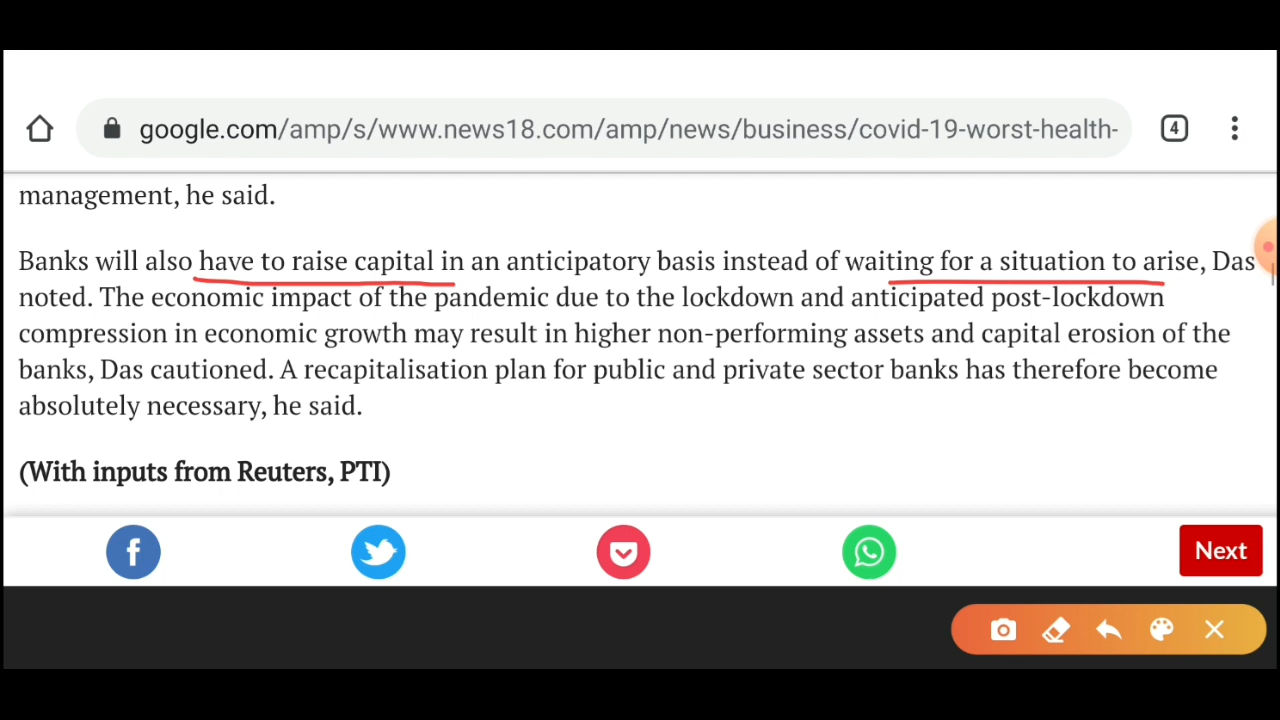 google.com/amp/s/www.news18.com/amp/news/business/covid-19-worst-health-
4
management, he said.
Banks will also have to raise capital in an anticipatory basis instead of waiting for a situation to arise, Das
noted. The economic impact of the pandemic due to the lockdown and anticipated post-lockdown
compression in economic growth may result in higher non-performing assets and capital erosion of the
banks, Das cautioned. A recapitalisation plan for public and private sector banks has therefore become
absolutely necessary, he said.
(With inputs from Reuters, PTI)
f
Next